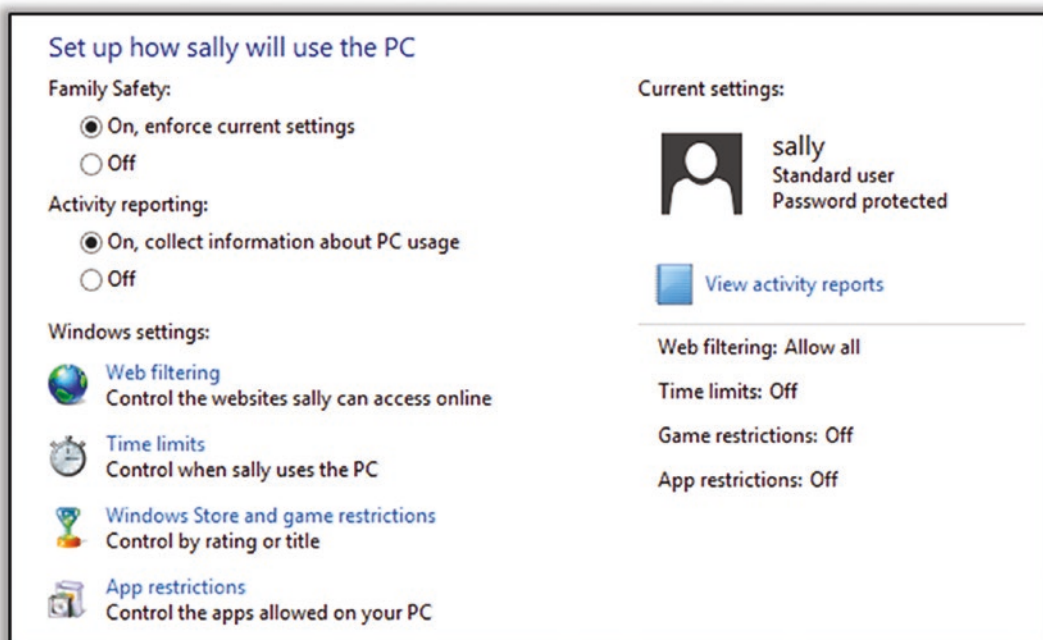 Set up how sally will use the PC
Family Safety:
On, enforce current settings
Off
Activity reporting:
On, collect information about PC usage
Off
Windows settings:
Web filtering
Control the websites sally can access online
Time limits
Control when sally uses the PC
Windows Store and game restrictions
Control by rating or title
App restrictions
Control the apps allowed on your PC
Current settings:
sally
Standard user
Password protected
View activity reports
Web filtering: Allow all
Time limits: Off
Game restrictions: Off
App restrictions: Off